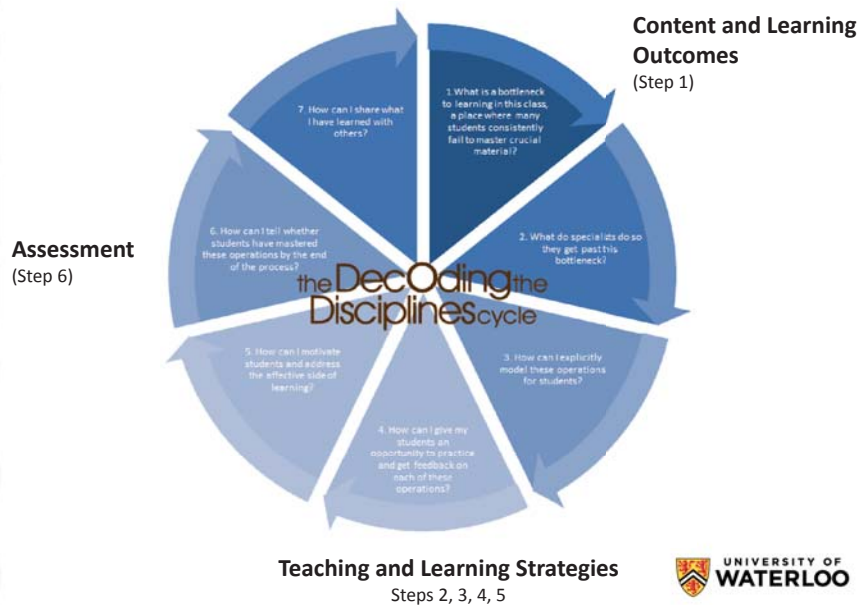 Content and Learning
Outcomes
(Step 1)
1.What is a bottleneck
to learning in this class,
a place where many
students consistently
fail to master crucial
material?
2. What do specialists do so
they get past this
bottleneck?
3. How can I explicitly
model these operations
for students?
4. How can I give my
students an
opportunity to practice
and get feedback on
each of these
operations?
5. How can I motivate
students and address
the affective side of
learning?
6. How can I tell whether
students have mastered
these operations by the end
of the process?
7. How can I share what
I have learned with
others?
the DecOding the
Disciplines cycle
Assessment
(Step 6)
Teaching and Learning Strategies
Steps 2, 3, 4, 5
UNIVERSITY OF
WATERLOO